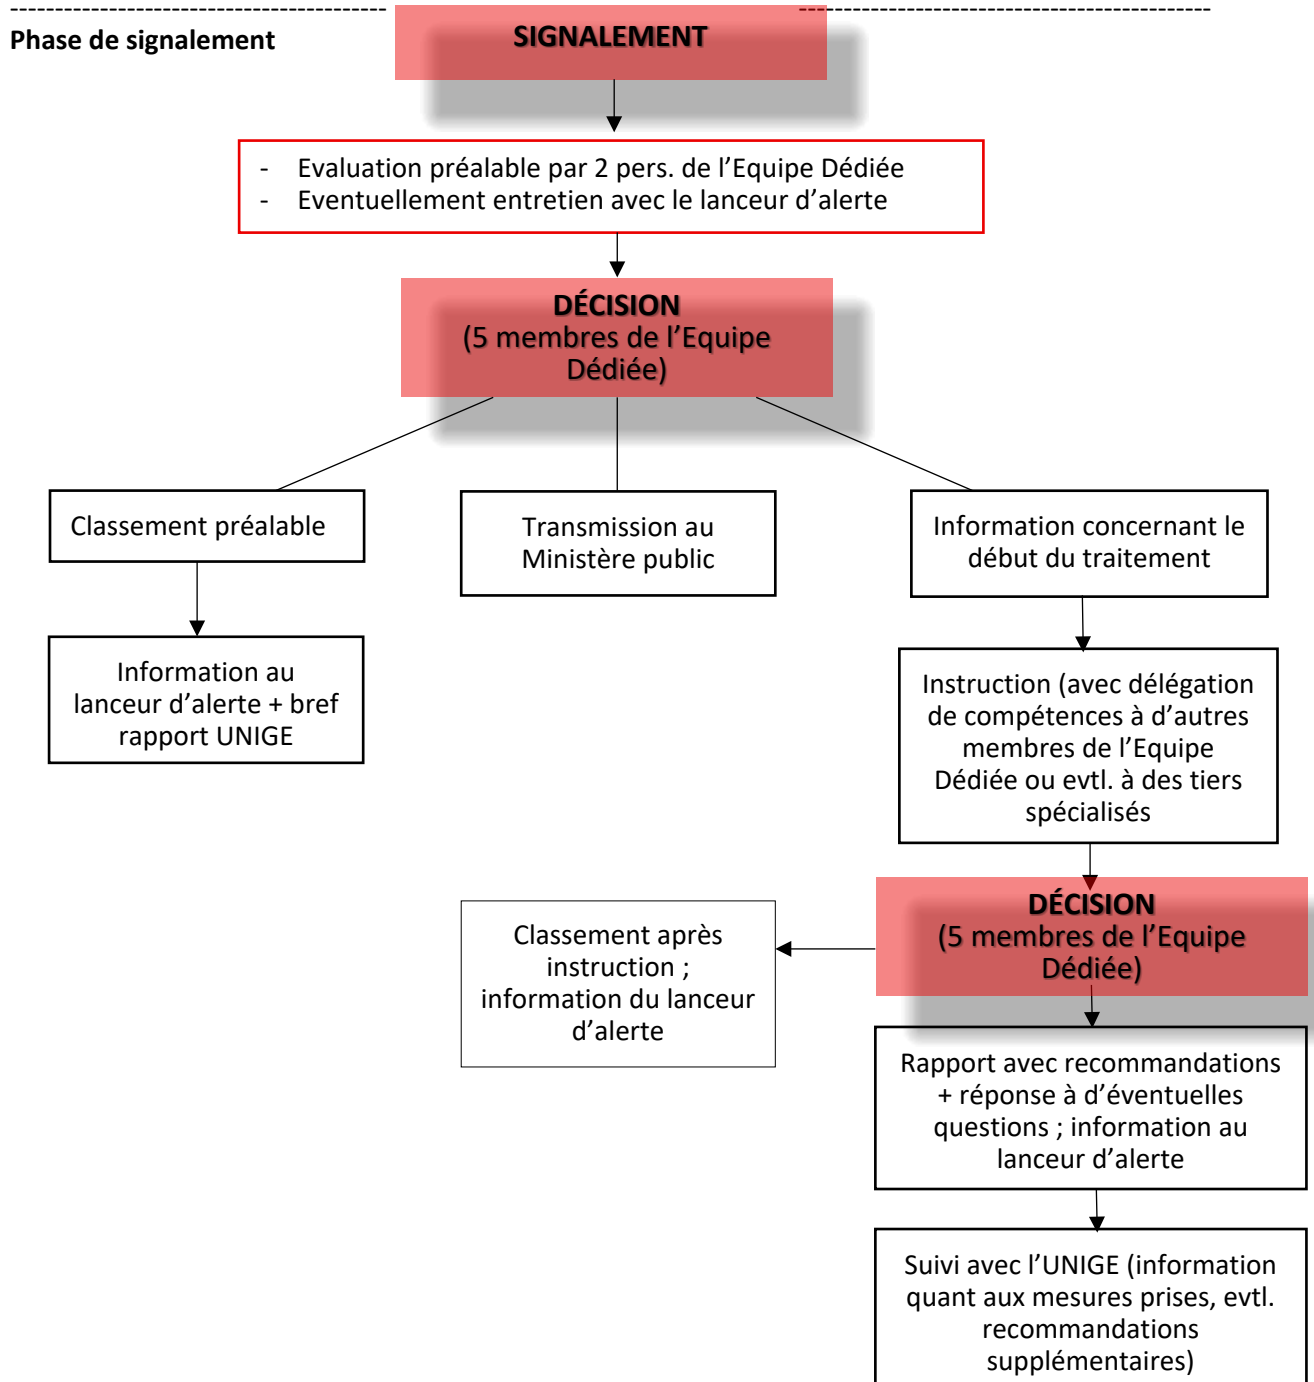 Phase de signalement
SIGNALEMENT
- Evaluation préalable par 2 pers. de l’Equipe Dédiée
- Eventuellement entretien avec le lanceur d’alerte
DÉCISION
(5 membres de l’Equipe
Dédiée)
Classement préalable
Transmission au
Ministère public
Information concernant le
début du traitement
Information au
lanceur d’alerte + bref
rapport UNIGE
Instruction (avec délégation
de compétences à d’autres
membres de l’Equipe
Dédiée ou evtl. à des tiers
spécialisés
DÉCISION
(5 membres de l’Equipe
Dédiée)
Classement après
instruction ;
information du lanceur
d’alerte
Rapport avec recommandations
+ réponse à d’éventuelles
questions ; information au
lanceur d’alerte
Suivi avec l’UNIGE (information
quant aux mesures prises, evtl.
recommandations
supplémentaires)